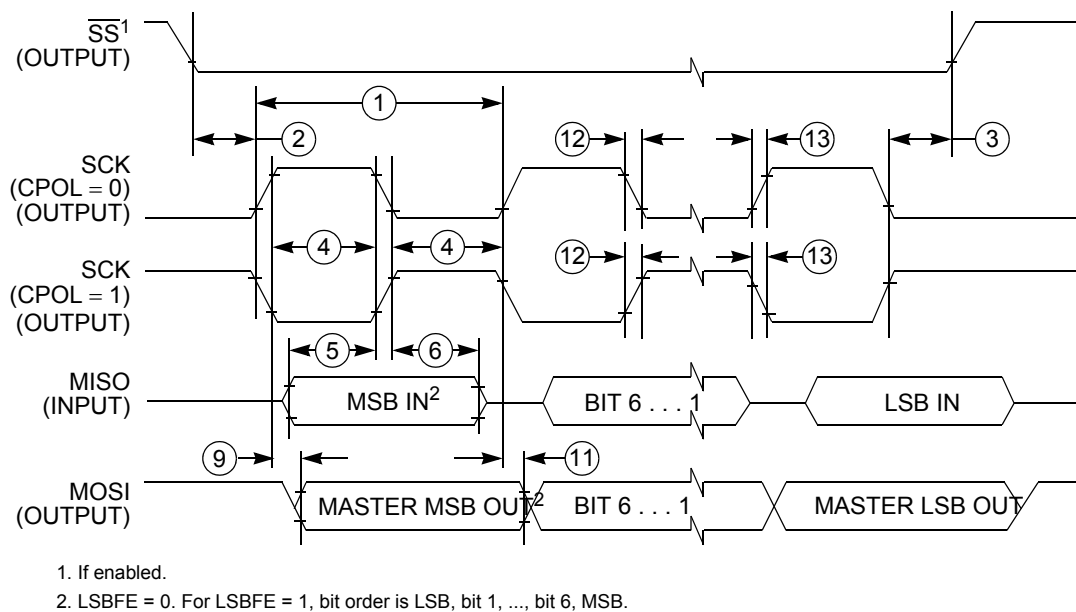 SS1
(OUTPUT)
1
2
12
13
3
SCK
(CPOL = 0)
(OUTPUT)
4
4
SCK
(CPOL = 1)
(OUTPUT)
12
13
5
6
MISO
(INPUT)
MSB IN2
BIT 6 . . . 1
LSB IN
9
11
MOSI
(OUTPUT)
MASTER MSB OUT2
BIT 6 . . . 1
MASTER LSB OUT
1. If enabled.
2. LSBFE = 0. For LSBFE = 1, bit order is LSB, bit 1, ..., bit 6, MSB.